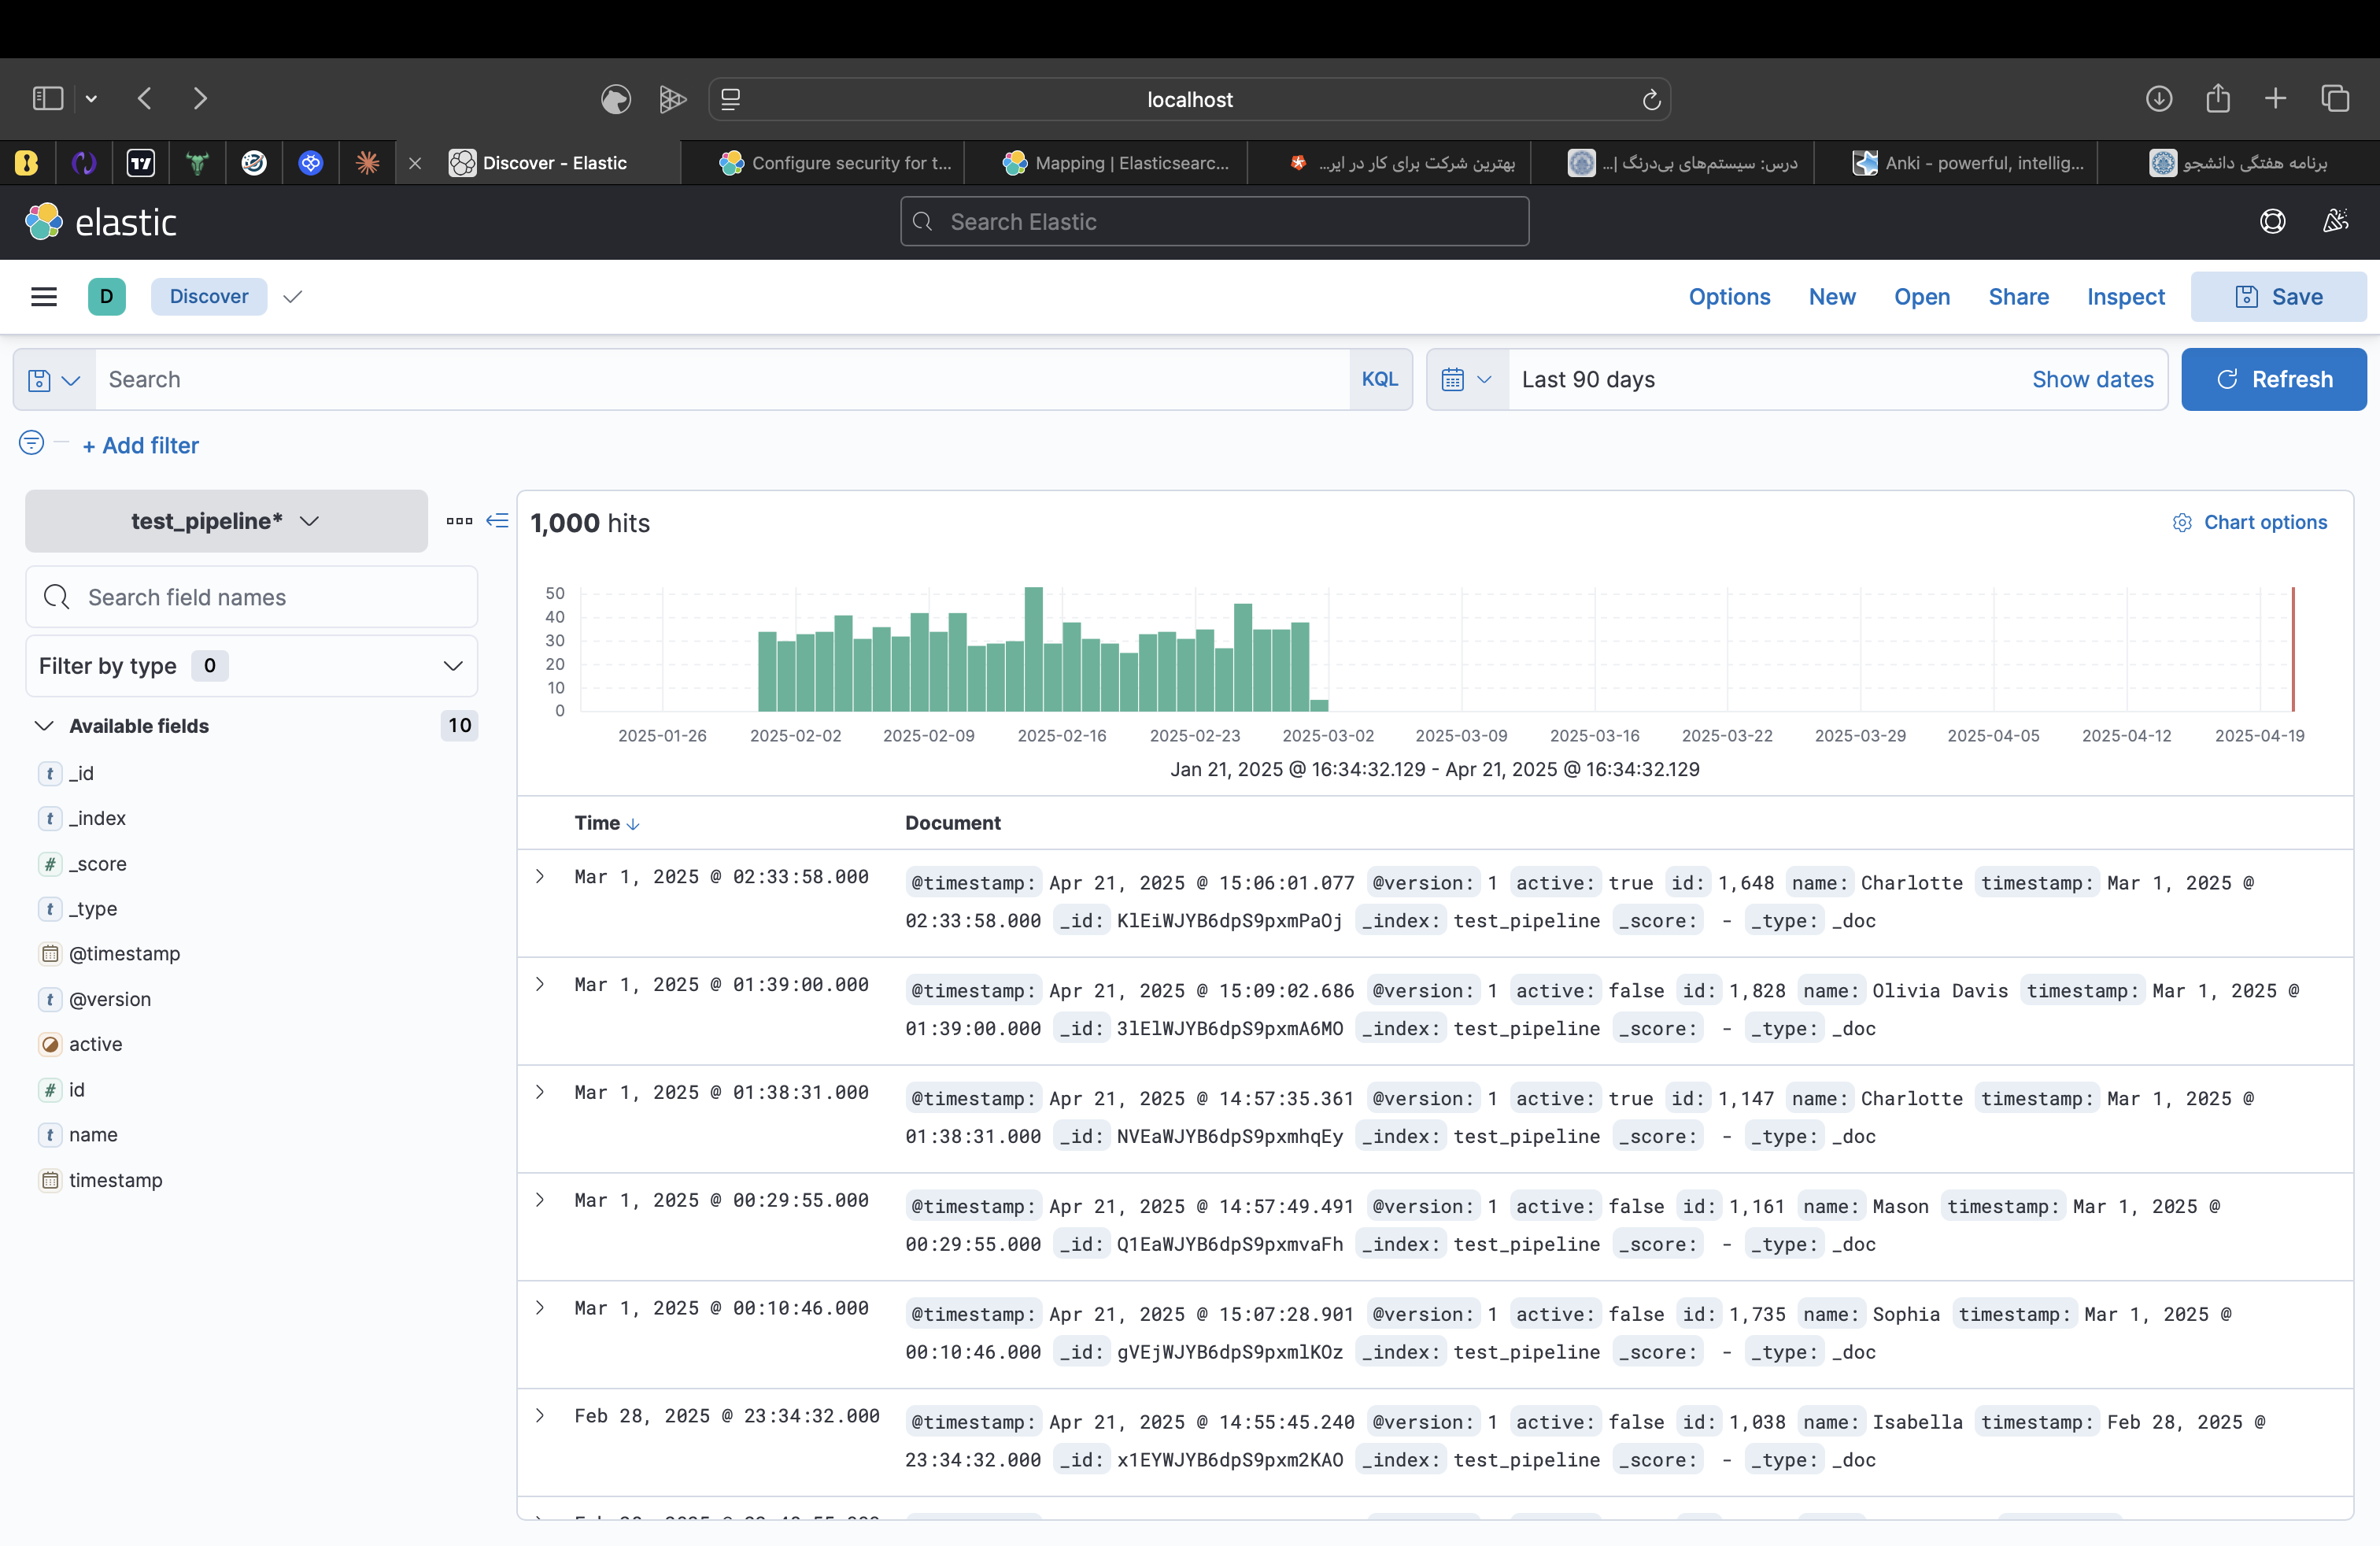 localhost
Discover - Elastic
Configure security for t...
Mapping | Elasticsearc...
بهترین شرکت برای کار در ایر...
درس: سیستم‌های بی‌درنگ |...
Anki - powerful, intellig...
برنامه هفتگی دانشجو
elastic
Search Elastic
D
Discover
Options
New
Open
Share
Inspect
Save
Search
KQL
Last 90 days
Show dates
Refresh
+ Add filter
test_pipeline*
Search field names
Filter by type 0
Available fields 10
_id
_index
_score
_type
@timestamp
@version
active
id
name
timestamp
1,000 hits
Chart options
50
40
30
20
10
0
2025-01-26 2025-02-02 2025-02-09 2025-02-16 2025-02-23 2025-03-02 2025-03-09 2025-03-16 2025-03-22 2025-03-29 2025-04-05 2025-04-12 2025-04-19
Jan 21, 2025 @ 16:34:32.129 - Apr 21, 2025 @ 16:34:32.129
Time Document
Mar 1, 2025 @ 02:33:58.000 @timestamp: Apr 21, 2025 @ 15:06:01.077 @version: 1 active: true id: 1,648 name: Charlotte timestamp: Mar 1, 2025 @
02:33:58.000 _id: KlEiWJYB6dpS9pxmPaOj _index: test_pipeline _score: - _type: _doc
Mar 1, 2025 @ 01:39:00.000 @timestamp: Apr 21, 2025 @ 15:09:02.686 @version: 1 active: false id: 1,828 name: Olivia Davis timestamp: Mar 1, 2025 @
01:39:00.000 _id: 3lElWJYB6dpS9pxmA6MO _index: test_pipeline _score: - _type: _doc
Mar 1, 2025 @ 01:38:31.000 @timestamp: Apr 21, 2025 @ 14:57:35.361 @version: 1 active: true id: 1,147 name: Charlotte timestamp: Mar 1, 2025 @
01:38:31.000 _id: NVEaWJYB6dpS9pxmhqEy _index: test_pipeline _score: - _type: _doc
Mar 1, 2025 @ 00:29:55.000 @timestamp: Apr 21, 2025 @ 14:57:49.491 @version: 1 active: false id: 1,161 name: Mason timestamp: Mar 1, 2025 @
00:29:55.000 _id: Q1EaWJYB6dpS9pxmvaFh _index: test_pipeline _score: - _type: _doc
Mar 1, 2025 @ 00:10:46.000 @timestamp: Apr 21, 2025 @ 15:07:28.901 @version: 1 active: false id: 1,735 name: Sophia timestamp: Mar 1, 2025 @
00:10:46.000 _id: gVEjWJYB6dpS9pxmlKOz _index: test_pipeline _score: - _type: _doc
Feb 28, 2025 @ 23:34:32.000 @timestamp: Apr 21, 2025 @ 14:55:45.240 @version: 1 active: false id: 1,038 name: Isabella timestamp: Feb 28, 2025 @
23:34:32.000 _id: x1EYWJYB6dpS9pxm2KAO _index: test_pipeline _score: - _type: _doc